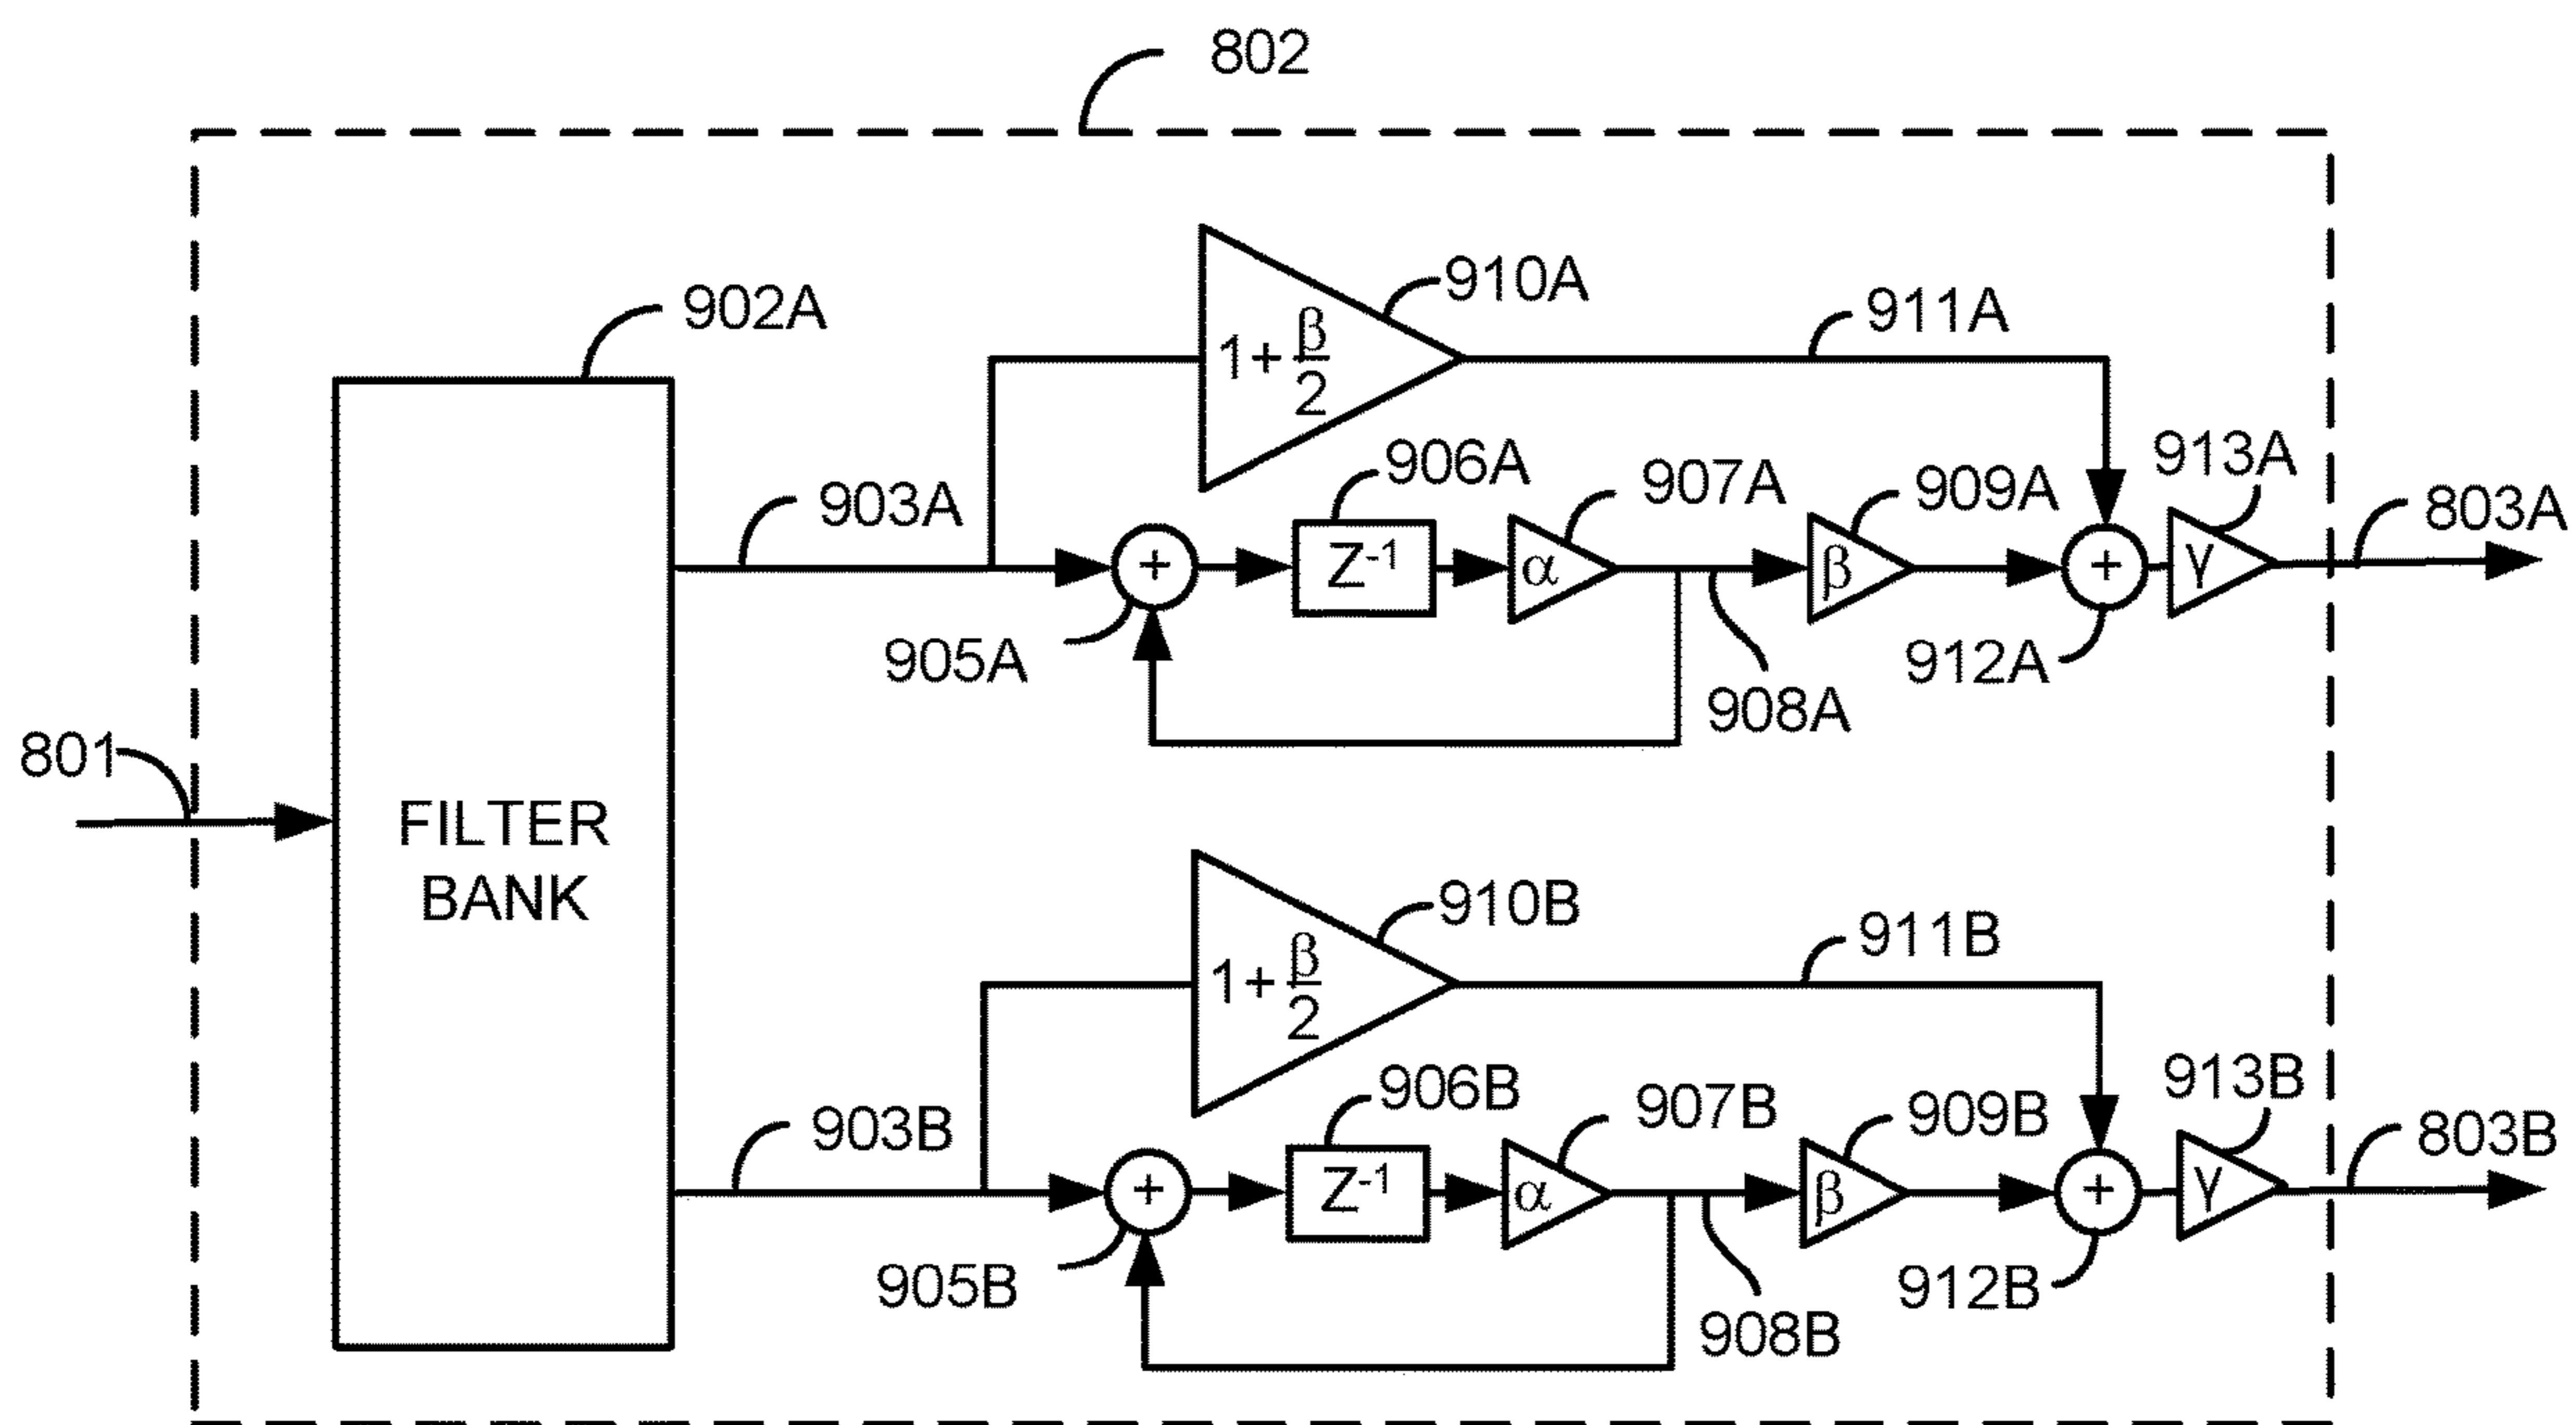 802
902A
910A
911A
1+β/2
906A
907A
909A
913A
903A
803A
+
Z⁻¹
α
β
+
γ
905A
912A
908A
801
FILTER
BANK
910B
911B
1+β/2
906B
907B
909B
913B
903B
803B
+
Z⁻¹
α
β
+
γ
905B
912B
908B